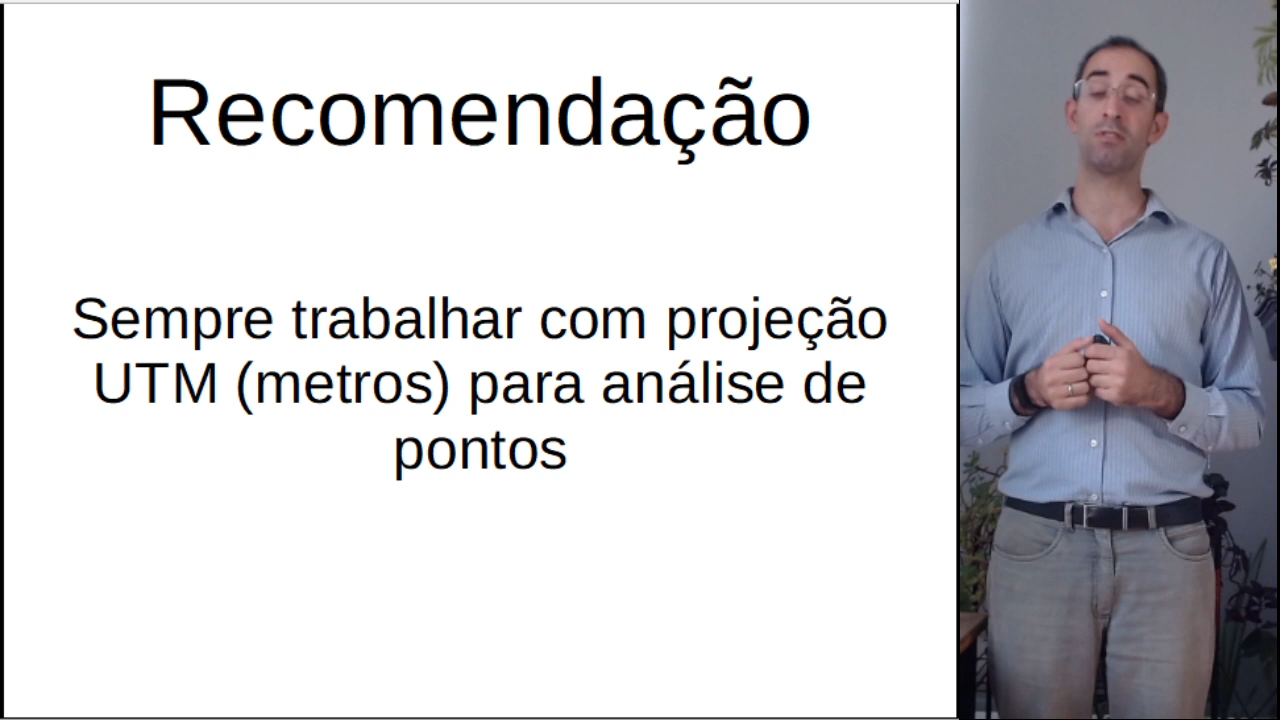 Recomendação
Sempre trabalhar com projeção
UTM (metros) para análise de
pontos